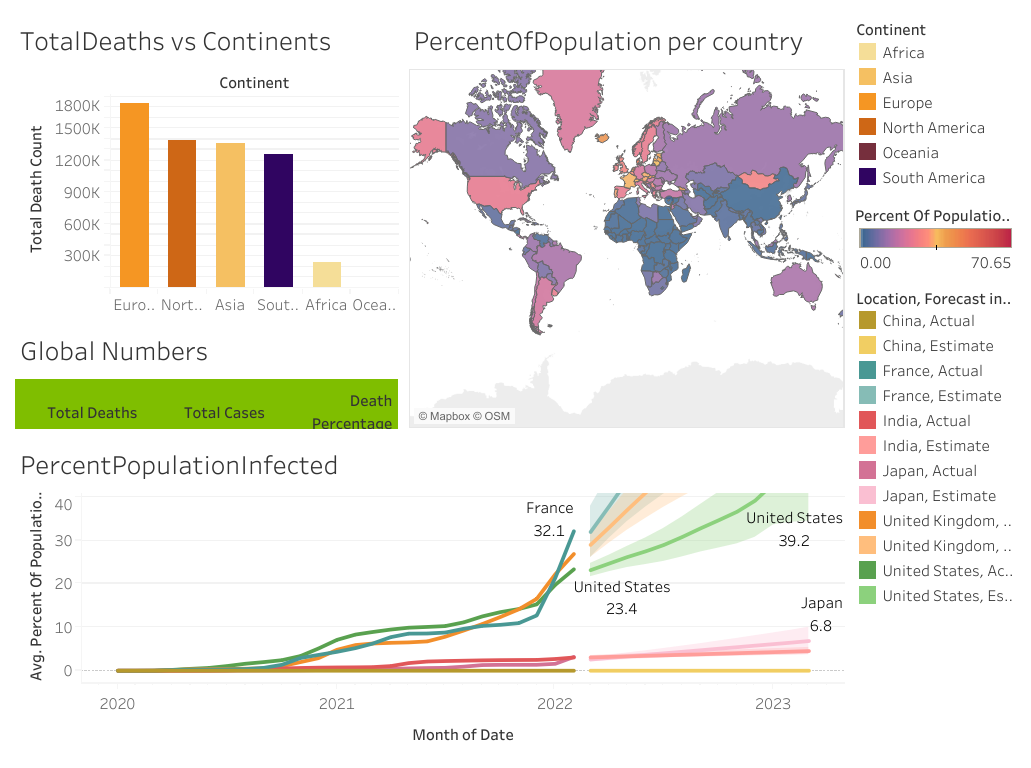 TotalDeaths vs Continents
Continent
Total Death Count
1800K
1500K
1200K
900K
600K
300K
Euro.. Nort.. Asia Sout.. Africa Ocea..
Global Numbers
Total Deaths Total Cases Death Percentage
PercentOfPopulation per country
© Mapbox © OSM
Continent
Africa
Asia
Europe
North America
Oceania
South America
Percent Of Populatio..
0.00 70.65
Location, Forecast in..
China, Actual
China, Estimate
France, Actual
France, Estimate
India, Actual
India, Estimate
Japan, Actual
Japan, Estimate
United Kingdom, ..
United Kingdom, ..
United States, Ac..
United States, Es..
PercentPopulationInfected
Avg. Percent Of Populatio..
40
30
20
10
0
France
32.1
United States
39.2
United States
23.4
Japan
6.8
2020 2021 2022 2023
Month of Date